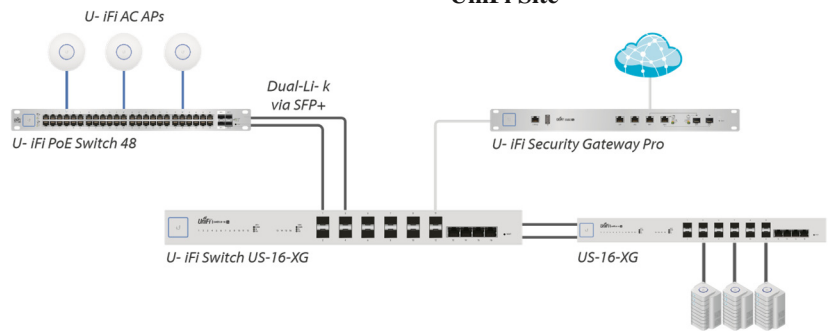 UniFi Site
U- iFi AC APs
Dual-Li- k
via SFP+
U- iFi PoE Switch 48
U- iFi Security Gateway Pro
UniFi
U- iFi Switch US-16-XG
US-16-XG